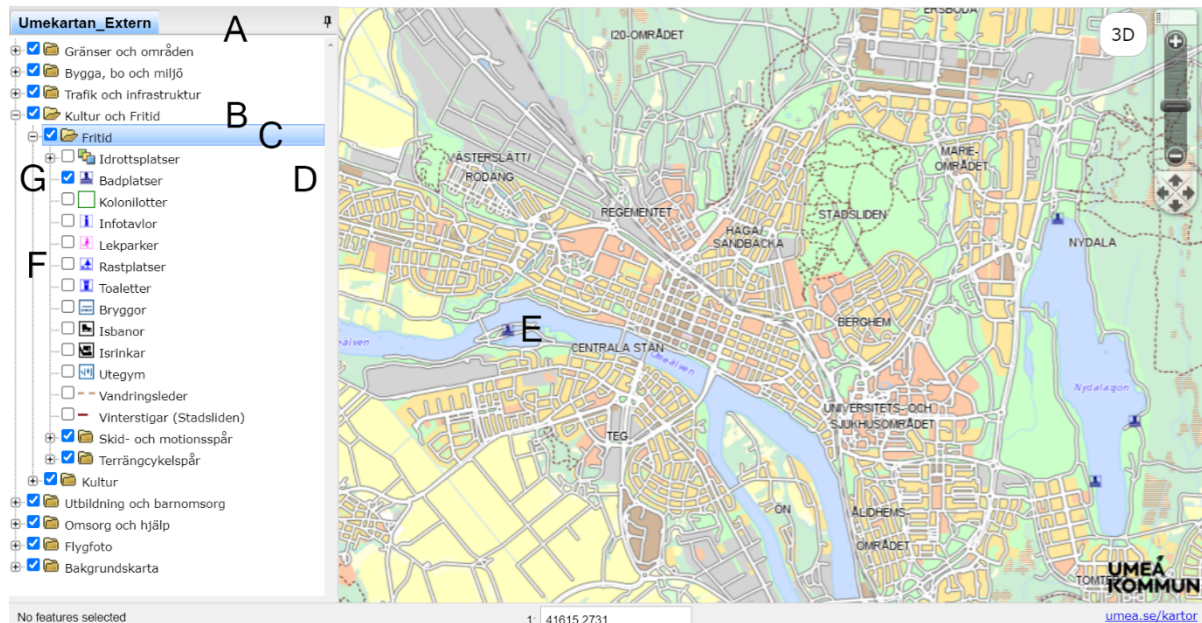 Umekartan_Extern
A
Gränser och områden
Bygga, bo och miljö
Trafik och infrastruktur
Kultur och Fritid
B
Fritid
C
Idrottsplatser
G
Badplatser
D
Kolonilotter
Infotavlor
Lekparker
F
Rastplatser
Toaletter
Bryggor
Isbanor
Isrinkar
Utegym
Vandringsleder
Vinterstigar (Stadsliden)
Skid- och motionsspår
Terrängcykelspår
Kultur
Utbildning och barnomsorg
Omsorg och hjälp
Flygfoto
Bakgrundskarta
ERSBODA
I20-OMRÅDET
3D
VÄSTERSLÄTT/
RÖDÄNG
MARIE-
OMRÅDET
REGEMENTET
STADSLIDEN
HAGA/
SANDBACKA
NYDALA
E
BERGHEM
CENTRALA STAN
Umeälven
Nydalasjön
UNIVERSITETS- OCH
SJUKHUSOMRÅDET
TEG
ÖN
ÅLIDHEMS-
OMRÅDET
UMEÅ
KOMMUN
No features selected
1: 41615.2731
umea.se/kartor